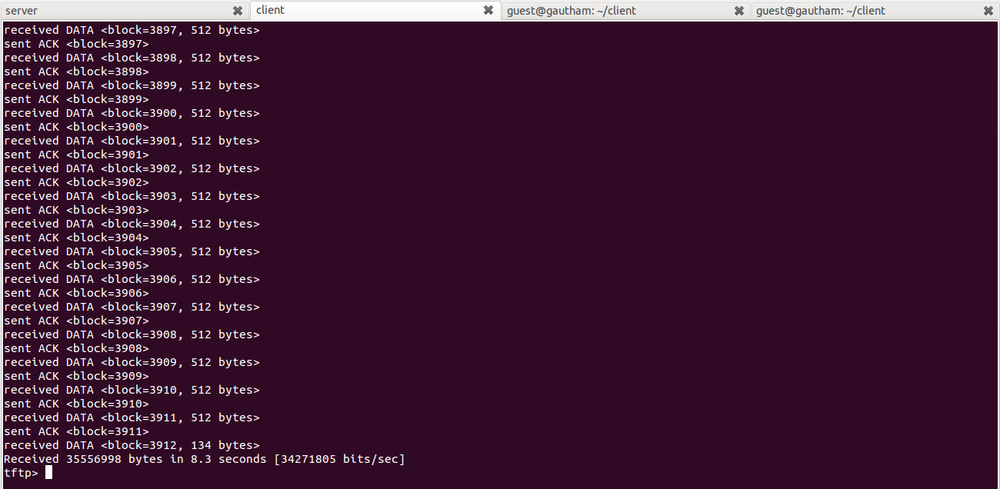 server
client
guest@gautham: ~/client
guest@gautham: ~/client
received DATA <block=3897, 512 bytes>
sent ACK <block=3897>
received DATA <block=3898, 512 bytes>
sent ACK <block=3898>
received DATA <block=3899, 512 bytes>
sent ACK <block=3899>
received DATA <block=3900, 512 bytes>
sent ACK <block=3900>
received DATA <block=3901, 512 bytes>
sent ACK <block=3901>
received DATA <block=3902, 512 bytes>
sent ACK <block=3902>
received DATA <block=3903, 512 bytes>
sent ACK <block=3903>
received DATA <block=3904, 512 bytes>
sent ACK <block=3904>
received DATA <block=3905, 512 bytes>
sent ACK <block=3905>
received DATA <block=3906, 512 bytes>
sent ACK <block=3906>
received DATA <block=3907, 512 bytes>
sent ACK <block=3907>
received DATA <block=3908, 512 bytes>
sent ACK <block=3908>
received DATA <block=3909, 512 bytes>
sent ACK <block=3909>
received DATA <block=3910, 512 bytes>
sent ACK <block=3910>
received DATA <block=3911, 512 bytes>
sent ACK <block=3911>
received DATA <block=3912, 134 bytes>
Received 35556998 bytes in 8.3 seconds [34271805 bits/sec]
tftp>